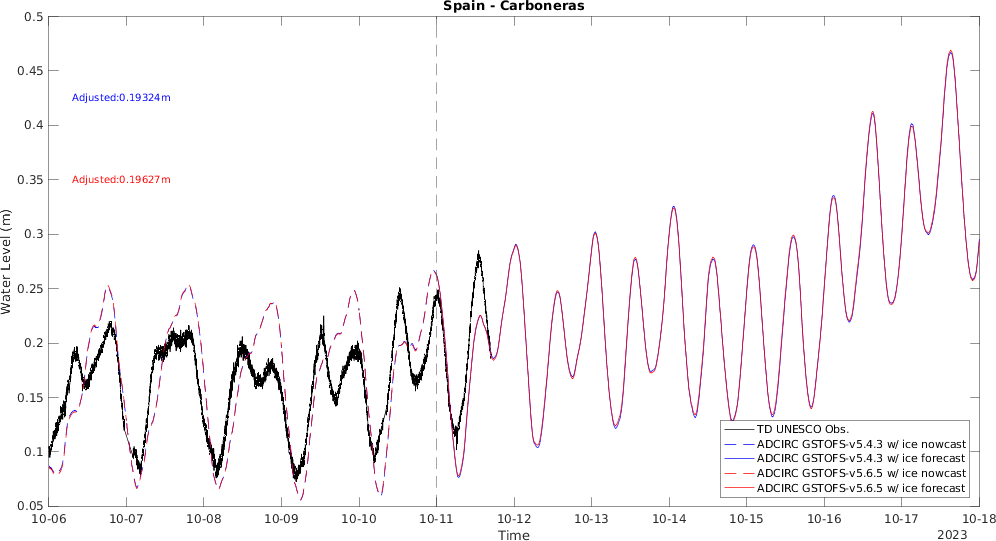 Spain - Carboneras
0.5
0.45
0.4
0.35
0.3
0.25
0.2
0.15
0.1
0.05
Water Level (m)
Adjusted:0.19324m
Adjusted:0.19627m
TD UNESCO Obs.
ADCIRC GSTOFS-v5.4.3 w/ ice nowcast
ADCIRC GSTOFS-v5.4.3 w/ ice forecast
ADCIRC GSTOFS-v5.6.5 w/ ice nowcast
ADCIRC GSTOFS-v5.6.5 w/ ice forecast
10-06 10-07 10-08 10-09 10-10 10-11 10-12 10-13 10-14 10-15 10-16 10-17 10-18
Time
2023